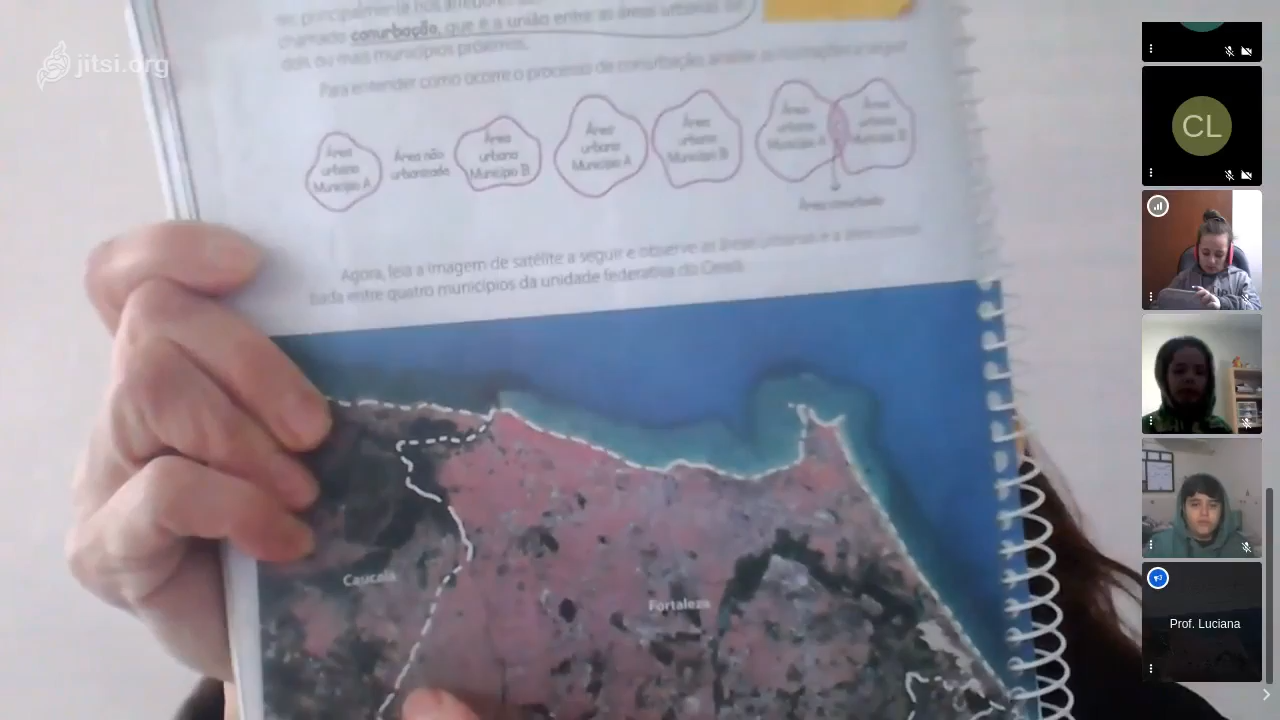 jitsi.org
chamado conurbação, que é a união entre as áreas urbanas de
dois ou mais municípios próximos.
Para entender como ocorre o processo de conurbação, analise as ilustrações a seguir.
Área
urbana
Município A
Área não
urbanizada
Área
urbana
Município B
Área
urbana
Município A
Área
urbana
Município B
Área
urbana
Município A
Área
urbana
Município B
Área conurbada
Agora, leia a imagem de satélite a seguir e observe as áreas urbanas e a área conur-
bada entre quatro municípios da unidade federativa do Ceará.
Caucaia
Fortaleza
CL
Prof. Luciana